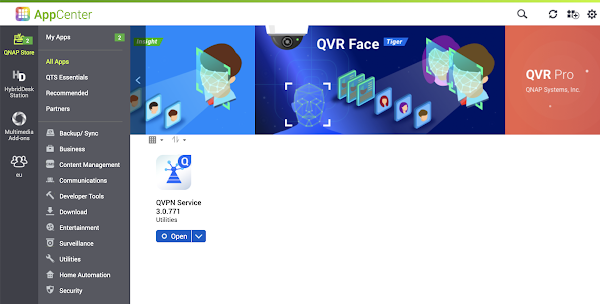 AppCenter
2
QNAP Store
HD
HybridDesk
Station
Multimedia
Add-ons
eu
My Apps
2
All Apps
QTS Essentials
Recommended
Partners
Backup/ Sync
Business
Content Management
Communications
Developer Tools
Download
Entertainment
Surveillance
Utilities
Home Automation
Security
Insight
QVR Face
Tiger
QVR Pro
QNAP Systems, Inc.
Q
QVPN Service
3.0.771
Utilities
Open